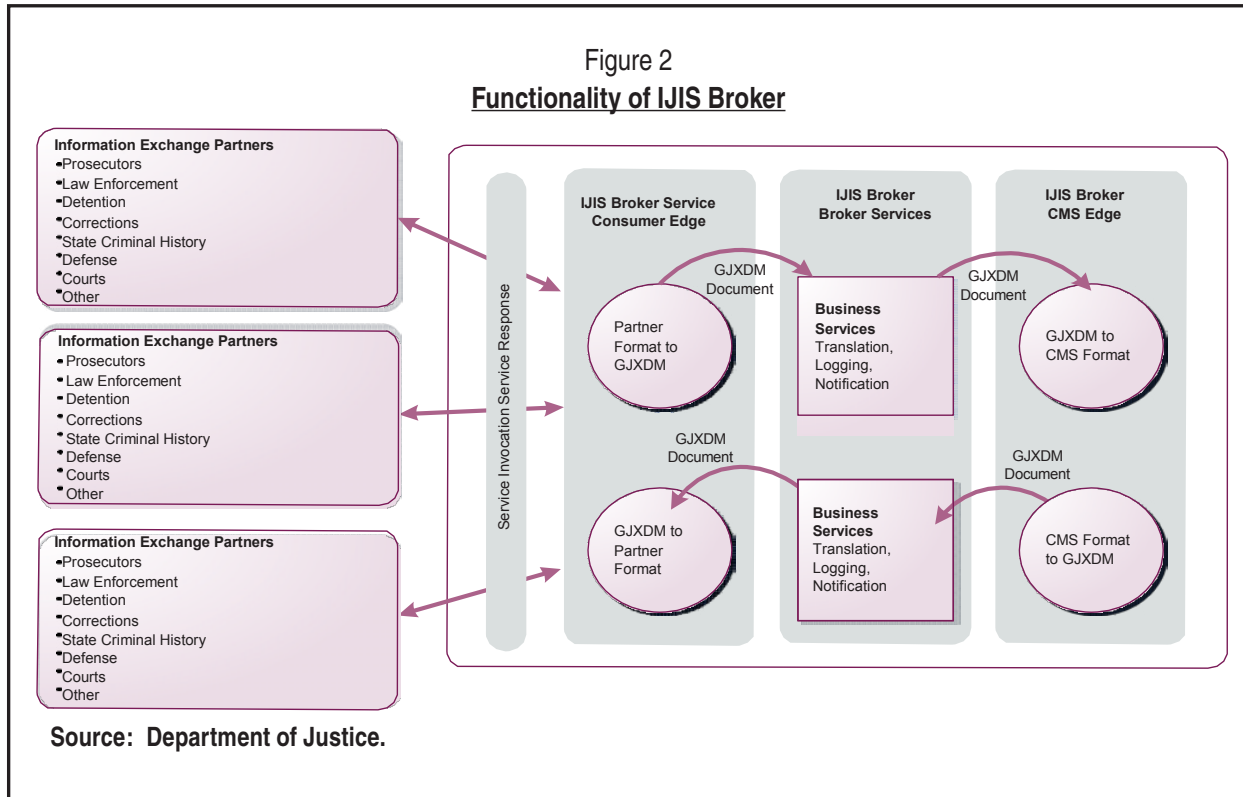 Figure 2
Functionality of IJIS Broker
Information Exchange Partners
Prosecutors
Law Enforcement
Detention
Corrections
State Criminal History
Defense
Courts
Other
Information Exchange Partners
Prosecutors
Law Enforcement
Detention
Corrections
State Criminal History
Defense
Courts
Other
Information Exchange Partners
Prosecutors
Law Enforcement
Detention
Corrections
State Criminal History
Defense
Courts
Other
Service Invocation Service Response
IJIS Broker Service
Consumer Edge
IJIS Broker
Broker Services
IJIS Broker
CMS Edge
GJXDM
Document
GJXDM
Document
Partner
Format to
GJXDM
Business
Services
Translation,
Logging,
Notification
GJXDM to
CMS Format
GJXDM
Document
GJXDM
Document
GJXDM to
Partner
Format
Business
Services
Translation,
Logging,
Notification
CMS Format
to GJXDM
Source: Department of Justice.